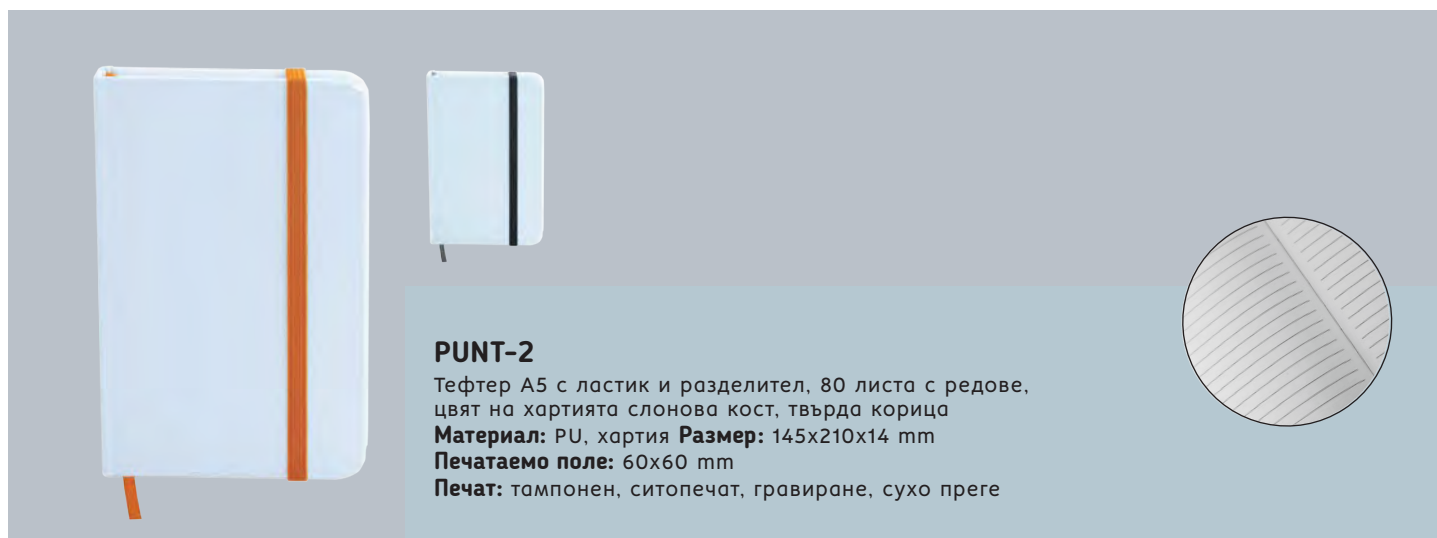 PUNT-2
Тефтер А5 с ластик и разделител, 80 листа с редове,
цвят на хартията слонова кост, твърда корица
Материал: PU, хартия Размер: 145x210x14 mm
Печатаемо поле: 60x60 mm
Печат: тампонен, ситопечат, гравиране, сухо преге